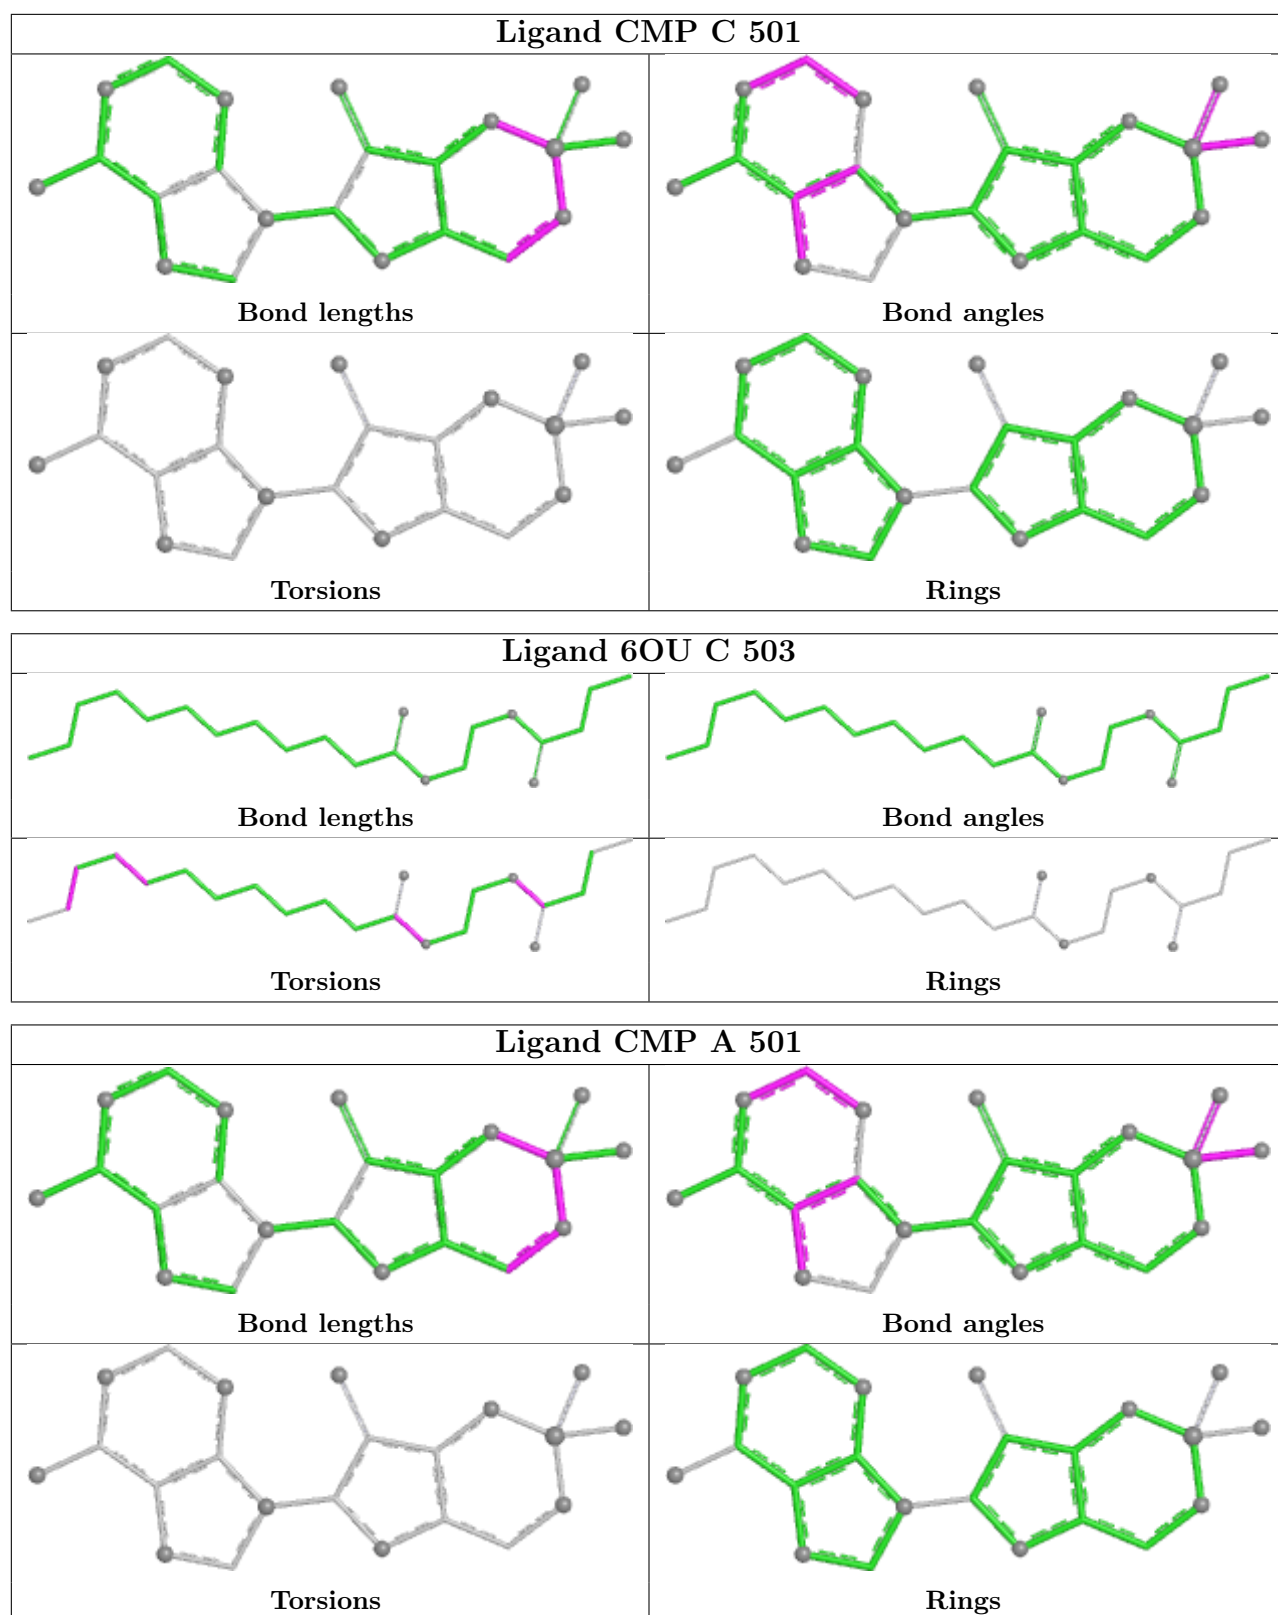 Ligand CMP C 501
Bond lengths
Bond angles
Torsions
Rings
Ligand 6OU C 503
Bond lengths
Bond angles
Torsions
Rings
Ligand CMP A 501
Bond lengths
Bond angles
Torsions
Rings